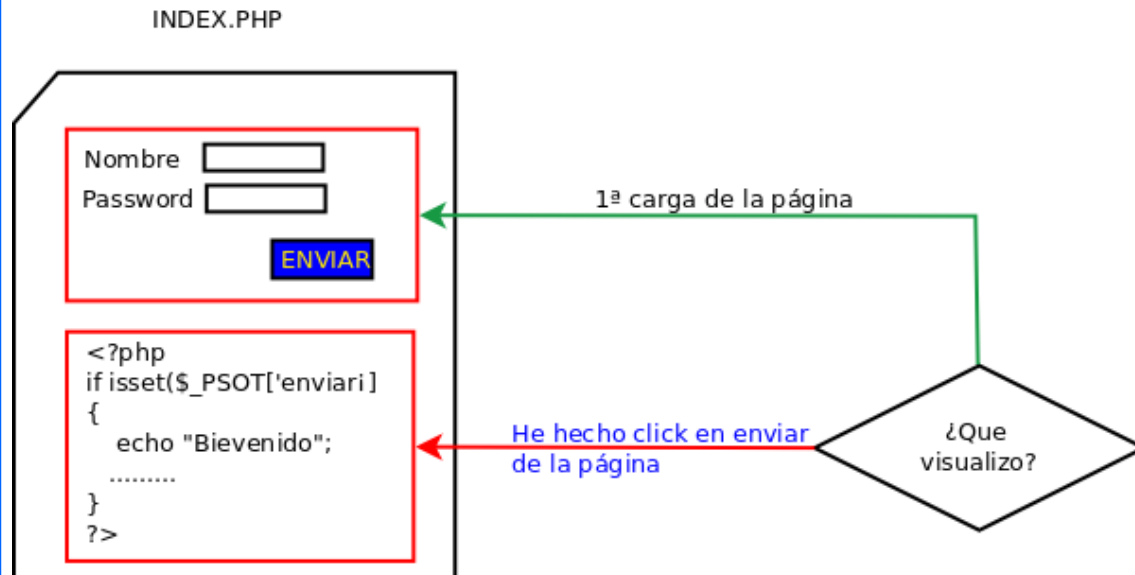 INDEX.PHP
Nombre
Password
ENVIAR
1ª carga de la página
<?php
if isset($_PSOT['enviari]
{
echo "Bievenido";
.........
}
?>
He hecho click en enviar
de la página
¿Que
visualizo?